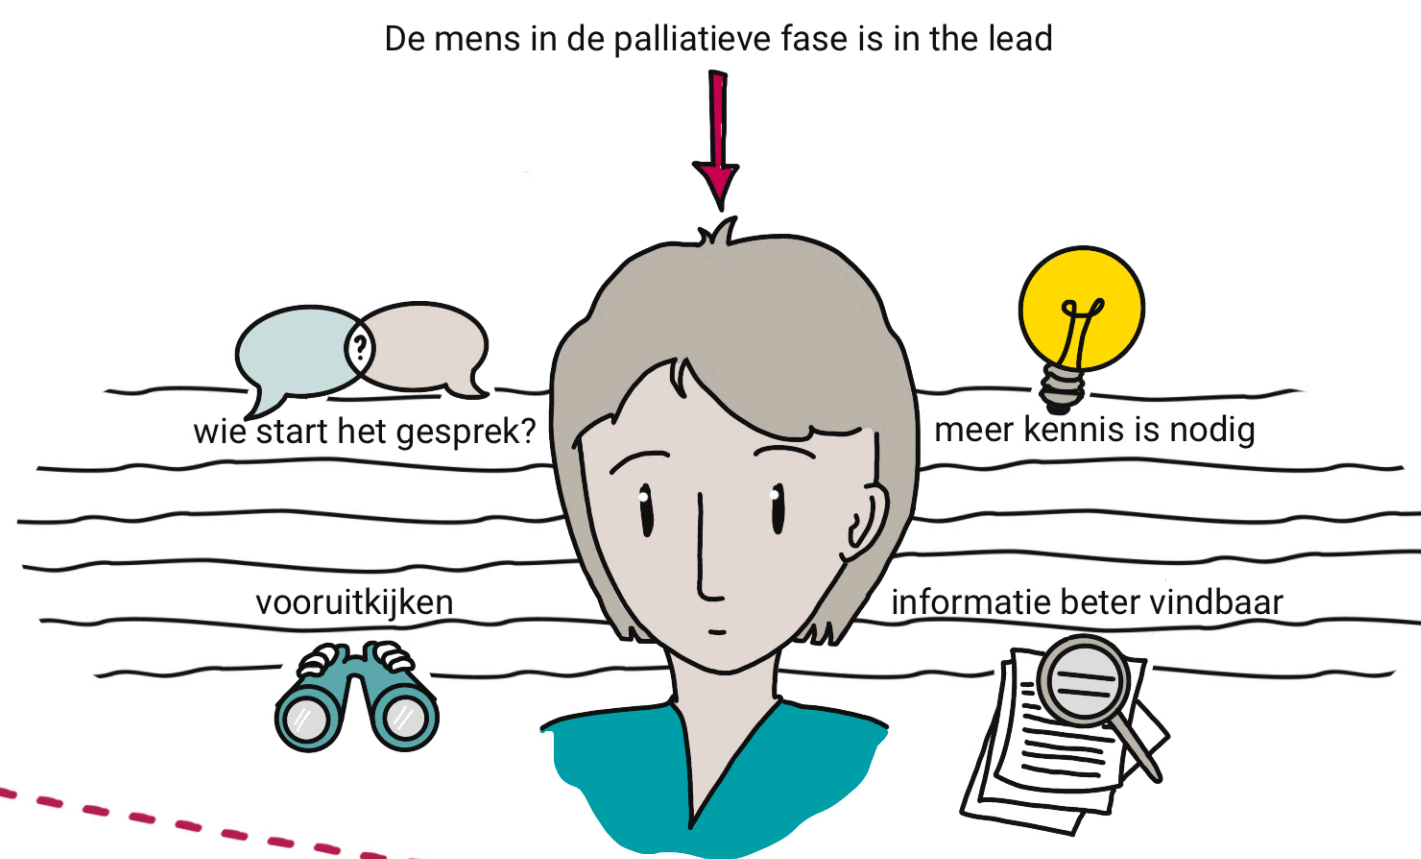 De mens in de palliatieve fase is in the lead
?
wie start het gesprek?
meer kennis is nodig
vooruitkijken
informatie beter vindbaar